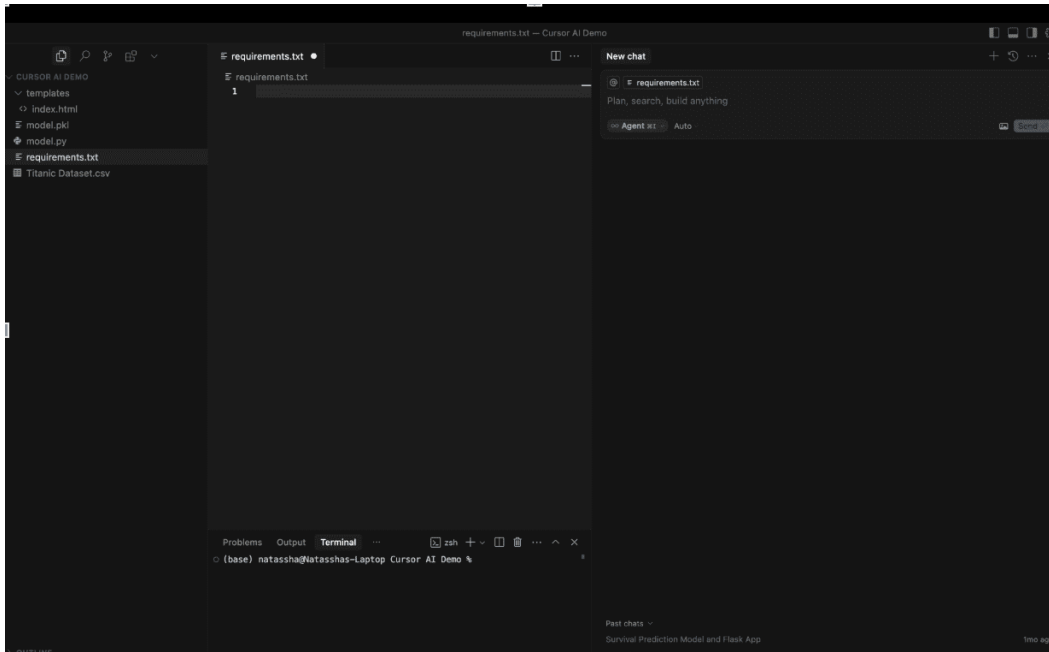 requirements.txt — Cursor AI Demo
CURSOR AI DEMO
templates
index.html
model.pkl
model.py
requirements.txt
Titanic Dataset.csv
requirements.txt
requirements.txt
1
New chat
@ requirements.txt
Plan, search, build anything
Agent ⌘I Auto
Send
Problems Output Terminal ... zsh
(base) natassha@Natasshas-Laptop Cursor AI Demo %
Past chats
Survival Prediction Model and Flask App 1mo ag